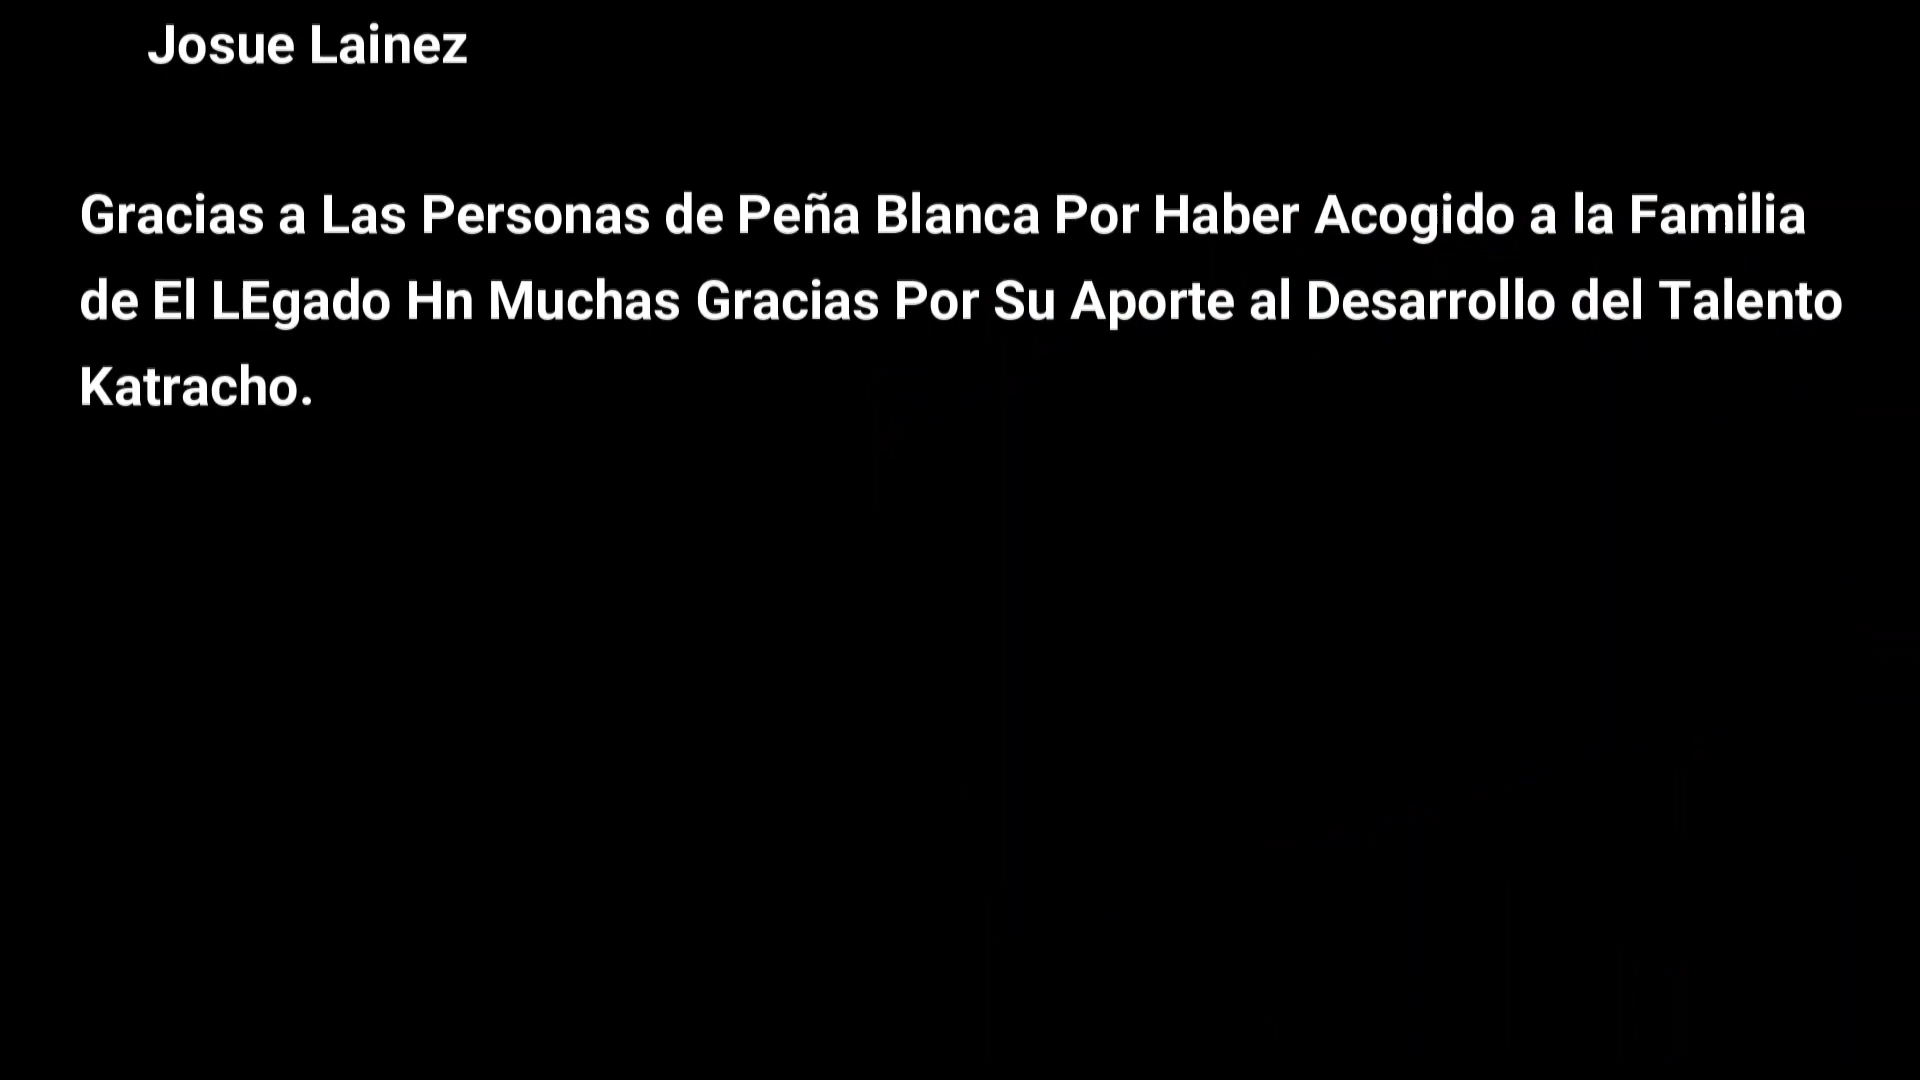 Josue Lainez
Gracias a Las Personas de Peña Blanca Por Haber Acogido a la Familia
de El LEgado Hn Muchas Gracias Por Su Aporte al Desarrollo del Talento
Katracho.